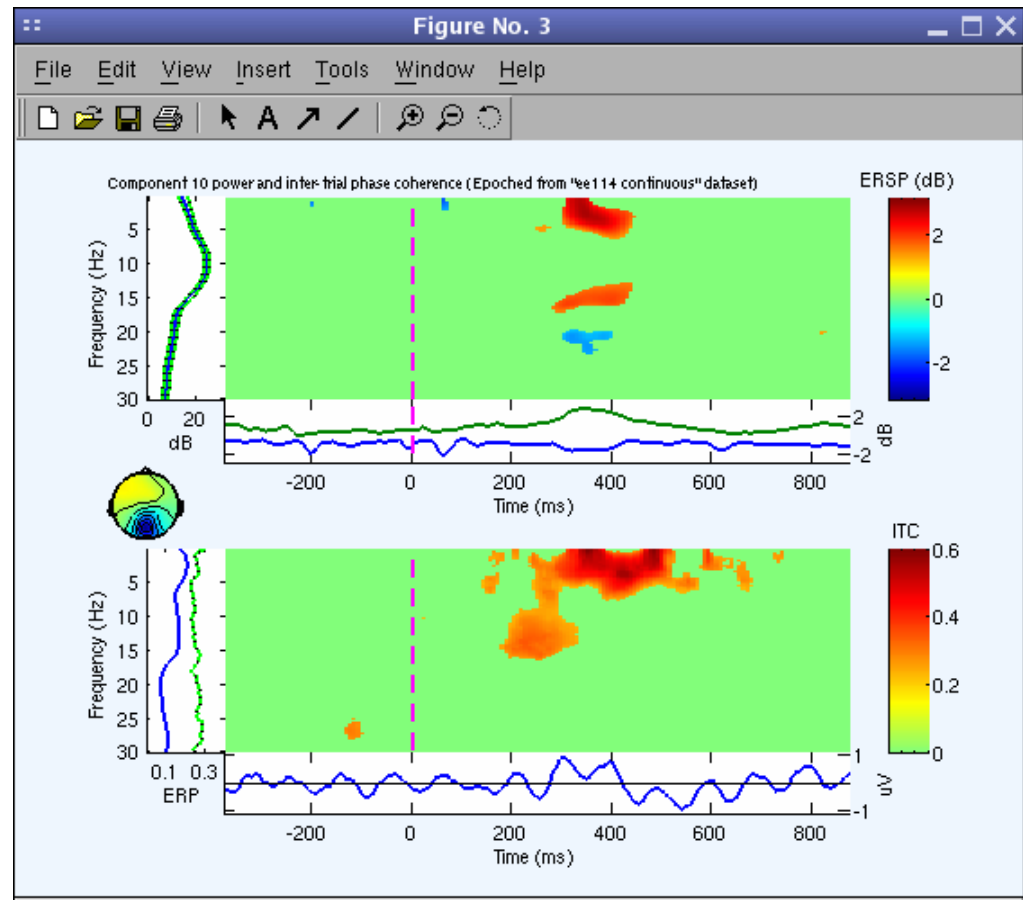 Figure No. 3
File Edit View Insert Tools Window Help
A
Component 10 power and inter-trial phase coherence (Epoched from "ee114 continuous" dataset)
ERSP (dB)
5
10
15
20
25
30
Frequency (Hz)
0 20
dB
2
0
-2
2
-2
dB
-200 0 200 400 600 800
Time (ms)
ITC
5
10
15
20
25
30
Frequency (Hz)
0.1 0.3
ERP
0.6
0.4
0.2
0
1
-1
uV
-200 0 200 400 600 800
Time (ms)